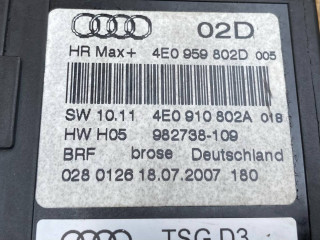 02D
HR Max+ 4E0 959 802D 005
SW 10.11 4E0 910 802A 018
HW H05 982738-109
BRF brose Deutschland
028 0126 18.07.2007 180
TSG D3